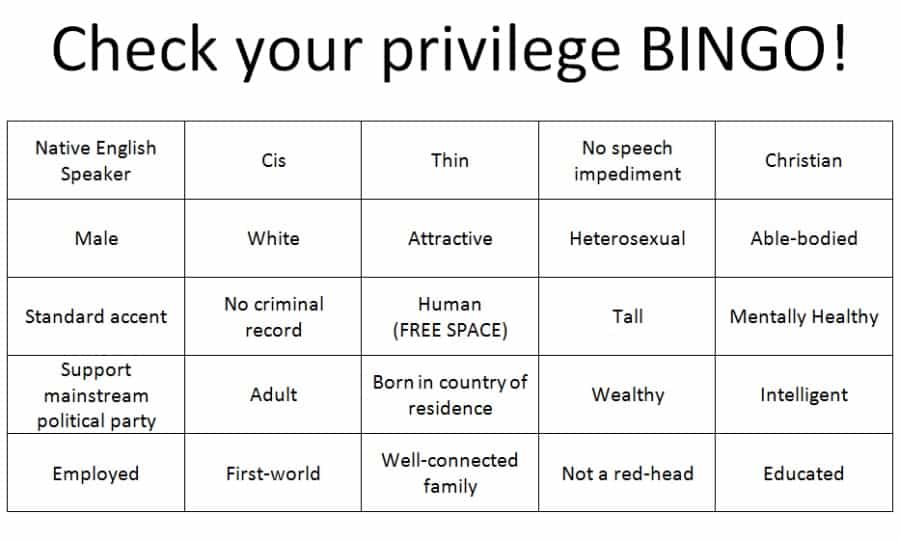 Check your privilege BINGO!
Native English
Speaker
Cis
Thin
No speech
impediment
Christian
Male
White
Attractive
Heterosexual
Able-bodied
Standard accent
No criminal
record
Human
(FREE SPACE)
Tall
Mentally Healthy
Support
mainstream
political party
Adult
Born in country of
residence
Wealthy
Intelligent
Employed
First-world
Well-connected
family
Not a red-head
Educated